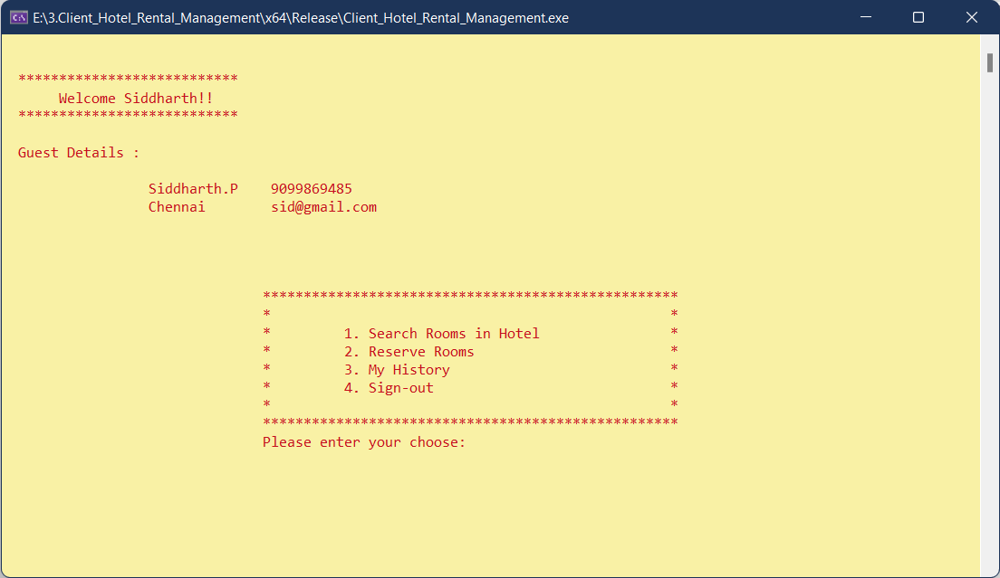 E:\3.Client_Hotel_Rental_Management\x64\Release\Client_Hotel_Rental_Management.exe
***************************
Welcome Siddharth!!
***************************
Guest Details :
Siddharth.P    9099869485
Chennai        sid@gmail.com
***************************************************
*                                                 *
*         1. Search Rooms in Hotel                *
*         2. Reserve Rooms                        *
*         3. My History                           *
*         4. Sign-out                             *
*                                                 *
***************************************************
Please enter your choose: